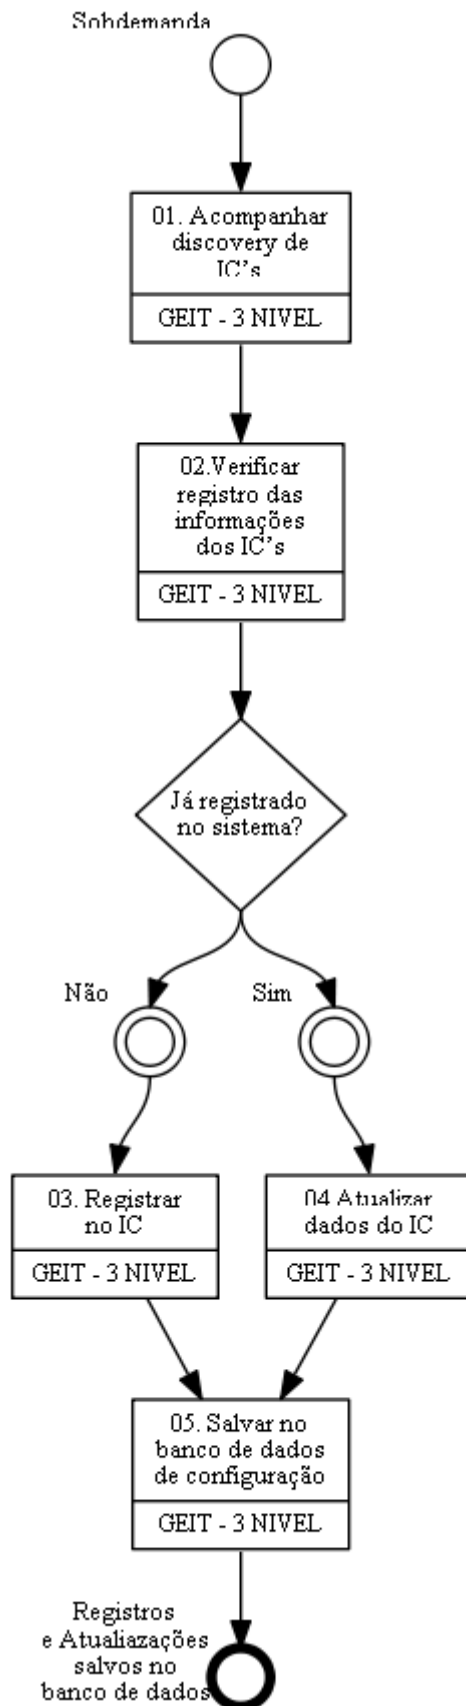 Sobdemanda
01. Acompanhar
discovery de
IC's
GEIT - 3 NIVEL
02.Verificar
registro das
informações
dos IC's
GEIT - 3 NIVEL
Já registrado
no sistema?
Não
Sim
03. Registrar
no IC
GEIT - 3 NIVEL
04 Atualizar
dados do IC
GEIT - 3 NIVEL
05. Salvar no
banco de dados
de configuração
GEIT - 3 NIVEL
Registros
e Atualiazações
salvos no
banco de dados